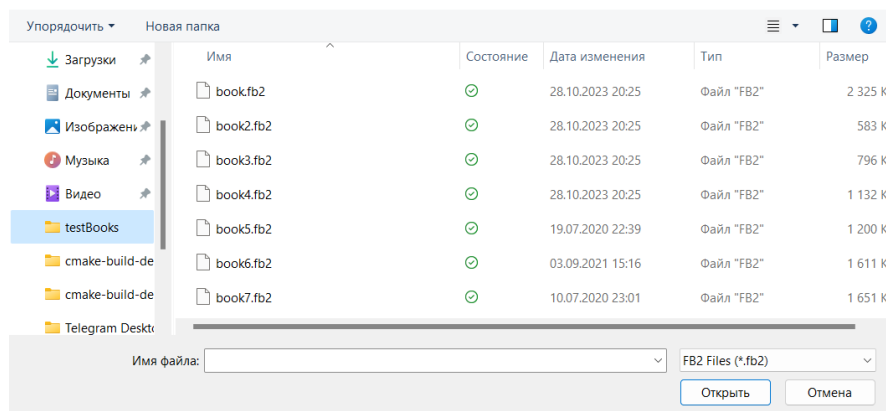 Упорядочить Новая папка
Имя Состояние Дата изменения Тип Размер
Загрузки
Документы
Изображени
Музыка
Видео
testBooks
cmake-build-de
cmake-build-de
Telegram Deskto
book.fb2 28.10.2023 20:25 Файл "FB2" 2 325 К
book2.fb2 28.10.2023 20:25 Файл "FB2" 583 К
book3.fb2 28.10.2023 20:25 Файл "FB2" 796 К
book4.fb2 28.10.2023 20:25 Файл "FB2" 1 132 К
book5.fb2 19.07.2020 22:39 Файл "FB2" 1 200 К
book6.fb2 03.09.2021 15:16 Файл "FB2" 1 611 К
book7.fb2 10.07.2020 23:01 Файл "FB2" 1 651 К
Имя файла: FB2 Files (*.fb2)
Открыть Отмена